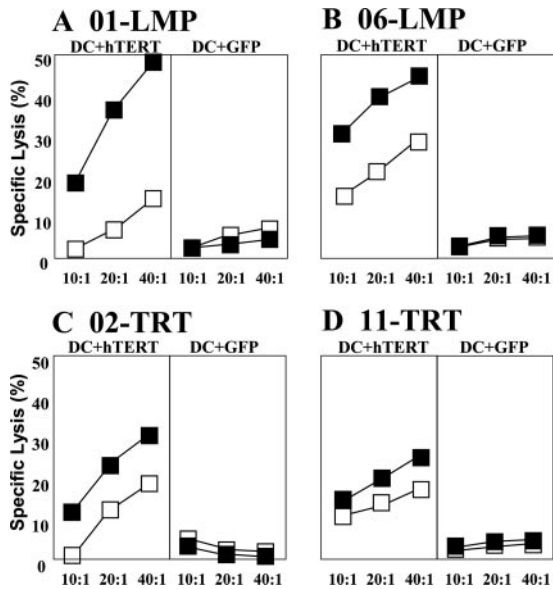 A 01-LMP
DC+hTERT DC+GFP
Specific Lysis (%)
50
40
30
20
10
0
10:1 20:1 40:1 10:1 20:1 40:1
B 06-LMP
DC+hTERT DC+GFP
10:1 20:1 40:1 10:1 20:1 40:1
C 02-TRT
DC+hTERT DC+GFP
Specific Lysis (%)
50
40
30
20
10
0
10:1 20:1 40:1 10:1 20:1 40:1
D 11-TRT
DC+hTERT DC+GFP
10:1 20:1 40:1 10:1 20:1 40:1